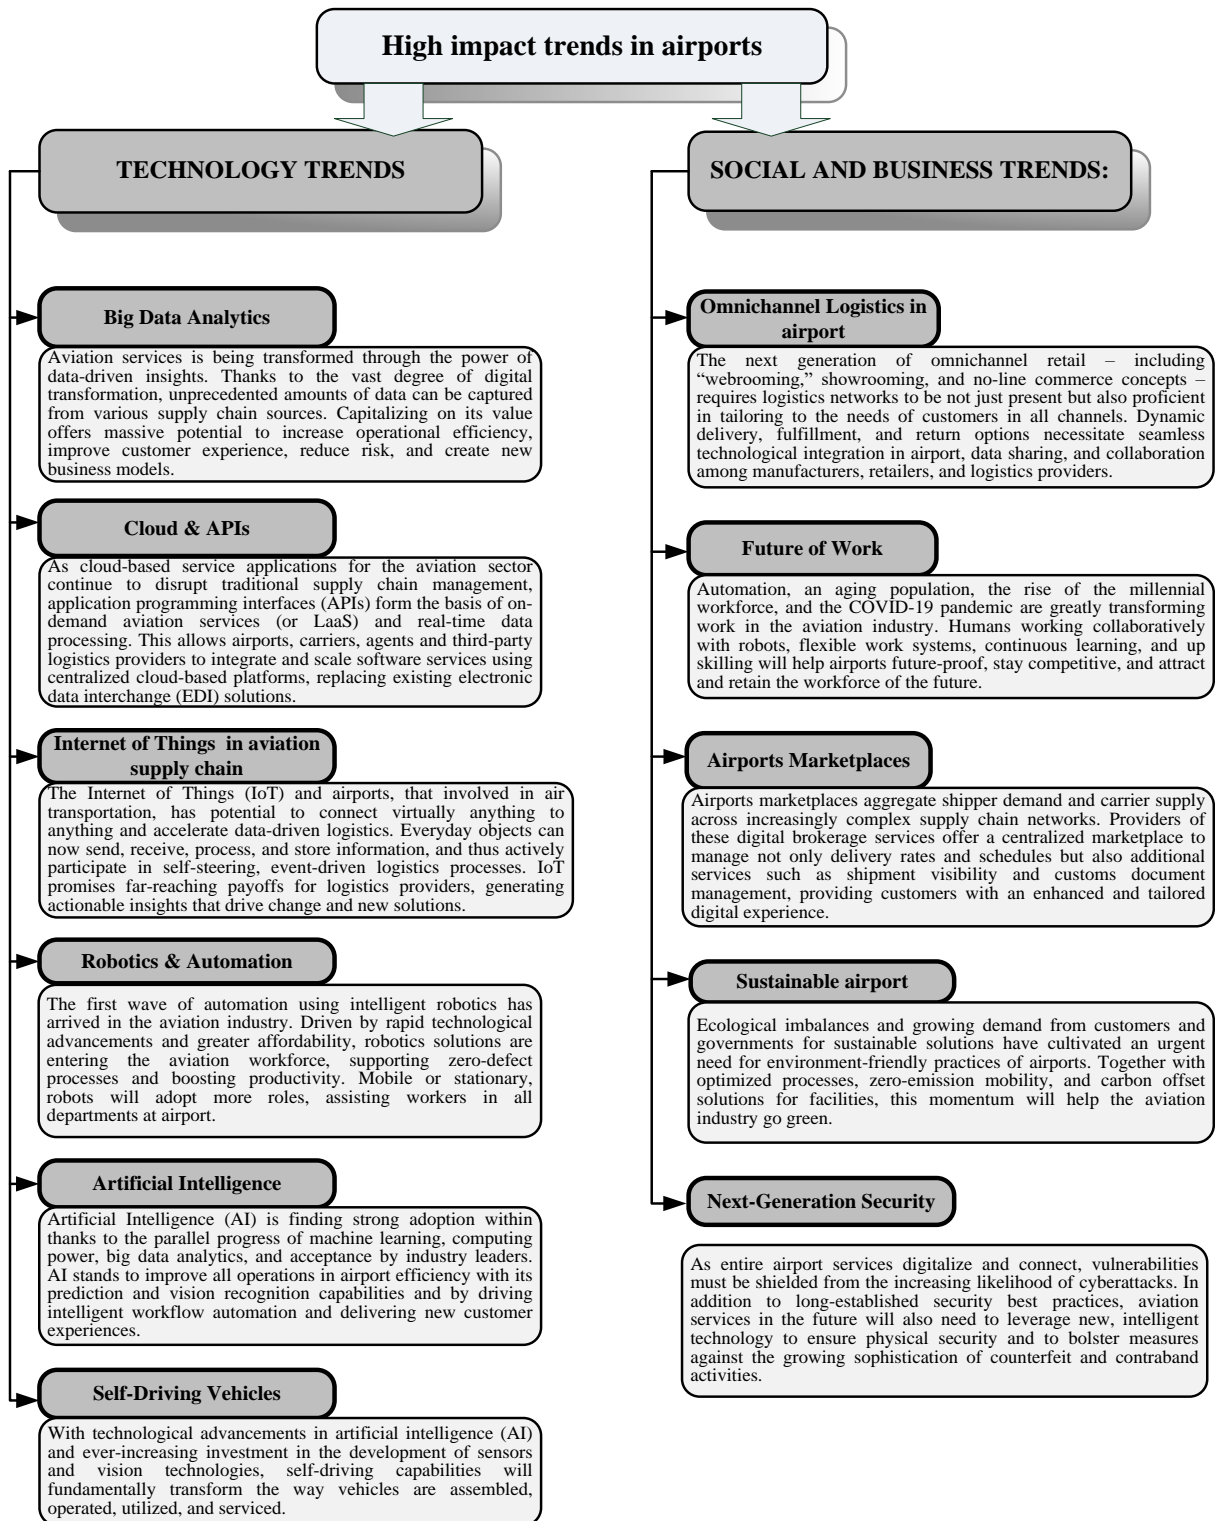 High impact trends in airports
TECHNOLOGY TRENDS
Big Data Analytics
Aviation services is being transformed through the power of
data-driven insights. Thanks to the vast degree of digital
transformation, unprecedented amounts of data can be captured
from various supply chain sources. Capitalizing on its value
offers massive potential to increase operational efficiency,
improve customer experience, reduce risk, and create new
business models.
Cloud & APIs
As cloud-based service applications for the aviation sector
continue to disrupt traditional supply chain management,
application programming interfaces (APIs) form the basis of on-
demand aviation services (or LaaS) and real-time data
processing. This allows airports, carriers, agents and third-party
logistics providers to integrate and scale software services using
centralized cloud-based platforms, replacing existing electronic
data interchange (EDI) solutions.
Internet of Things in aviation
supply chain
The Internet of Things (IoT) and airports, that involved in air
transportation, has potential to connect virtually anything to
anything and accelerate data-driven logistics. Everyday objects can
now send, receive, process, and store information, and thus actively
participate in self-steering, event-driven logistics processes. IoT
promises far-reaching payoffs for logistics providers, generating
actionable insights that drive change and new solutions.
Robotics & Automation
The first wave of automation using intelligent robotics has
arrived in the aviation industry. Driven by rapid technological
advancements and greater affordability, robotics solutions are
entering the aviation workforce, supporting zero-defect
processes and boosting productivity. Mobile or stationary,
robots will adopt more roles, assisting workers in all
departments at airport.
Artificial Intelligence
Artificial Intelligence (AI) is finding strong adoption within
thanks to the parallel progress of machine learning, computing
power, big data analytics, and acceptance by industry leaders.
AI stands to improve all operations in airport efficiency with its
prediction and vision recognition capabilities and by driving
intelligent workflow automation and delivering new customer
experiences.
Self-Driving Vehicles
With technological advancements in artificial intelligence (AI)
and ever-increasing investment in the development of sensors
and vision technologies, self-driving capabilities will
fundamentally transform the way vehicles are assembled,
operated, utilized, and serviced.
SOCIAL AND BUSINESS TRENDS:
Omnichannel Logistics in
airport
The next generation of omnichannel retail – including
“webrooming,” showrooming, and no-line commerce concepts –
requires logistics networks to be not just present but also proficient
in tailoring to the needs of customers in all channels. Dynamic
delivery, fulfillment, and return options necessitate seamless
technological integration in airport, data sharing, and collaboration
among manufacturers, retailers, and logistics providers.
Future of Work
Automation, an aging population, the rise of the millennial
workforce, and the COVID-19 pandemic are greatly transforming
work in the aviation industry. Humans working collaboratively
with robots, flexible work systems, continuous learning, and up
skilling will help airports future-proof, stay competitive, and attract
and retain the workforce of the future.
Airports Marketplaces
Airports marketplaces aggregate shipper demand and carrier supply
across increasingly complex supply chain networks. Providers of
these digital brokerage services offer a centralized marketplace to
manage not only delivery rates and schedules but also additional
services such as shipment visibility and customs document
management, providing customers with an enhanced and tailored
digital experience.
Sustainable airport
Ecological imbalances and growing demand from customers and
governments for sustainable solutions have cultivated an urgent
need for environment-friendly practices of airports. Together with
optimized processes, zero-emission mobility, and carbon offset
solutions for facilities, this momentum will help the aviation
industry go green.
Next-Generation Security
As entire airport services digitalize and connect, vulnerabilities
must be shielded from the increasing likelihood of cyberattacks. In
addition to long-established security best practices, aviation
services in the future will also need to leverage new, intelligent
technology to ensure physical security and to bolster measures
against the growing sophistication of counterfeit and contraband
activities.